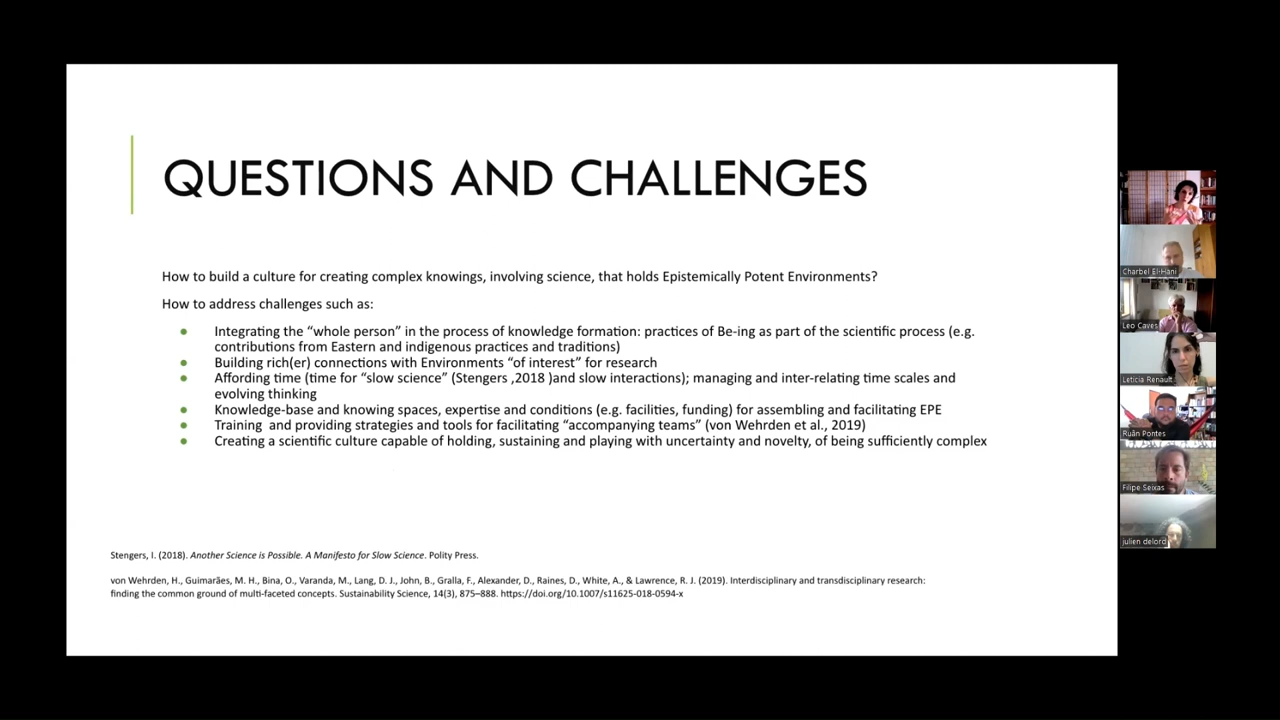 QUESTIONS AND CHALLENGES
How to build a culture for creating complex knowings, involving science, that holds Epistemically Potent Environments?
How to address challenges such as:
Integrating the “whole person” in the process of knowledge formation: practices of Be-ing as part of the scientific process (e.g.
contributions from Eastern and indigenous practices and traditions)
Building rich(er) connections with Environments “of interest” for research
Affording time (time for “slow science” (Stengers ,2018 )and slow interactions); managing and inter-relating time scales and
evolving thinking
Knowledge-base and knowing spaces, expertise and conditions (e.g. facilities, funding) for assembling and facilitating EPE
Training  and providing strategies and tools for facilitating “accompanying teams” (von Wehrden et al., 2019)
Creating a scientific culture capable of holding, sustaining and playing with uncertainty and novelty, of being sufficiently complex
Stengers, I. (2018). Another Science is Possible. A Manifesto for Slow Science. Polity Press.
von Wehrden, H., Guimarães, M. H., Bina, O., Varanda, M., Lang, D. J., John, B., Gralla, F., Alexander, D., Raines, D., White, A., & Lawrence, R. J. (2019). Interdisciplinary and transdisciplinary research:
finding the common ground of multi-faceted concepts. Sustainability Science, 14(3), 875–888. https://doi.org/10.1007/s11625-018-0594-x
Charbel El-Hani
Leo Caves
Leticia Renault
Ruân Pontes
Filipe Seixas
julien delord